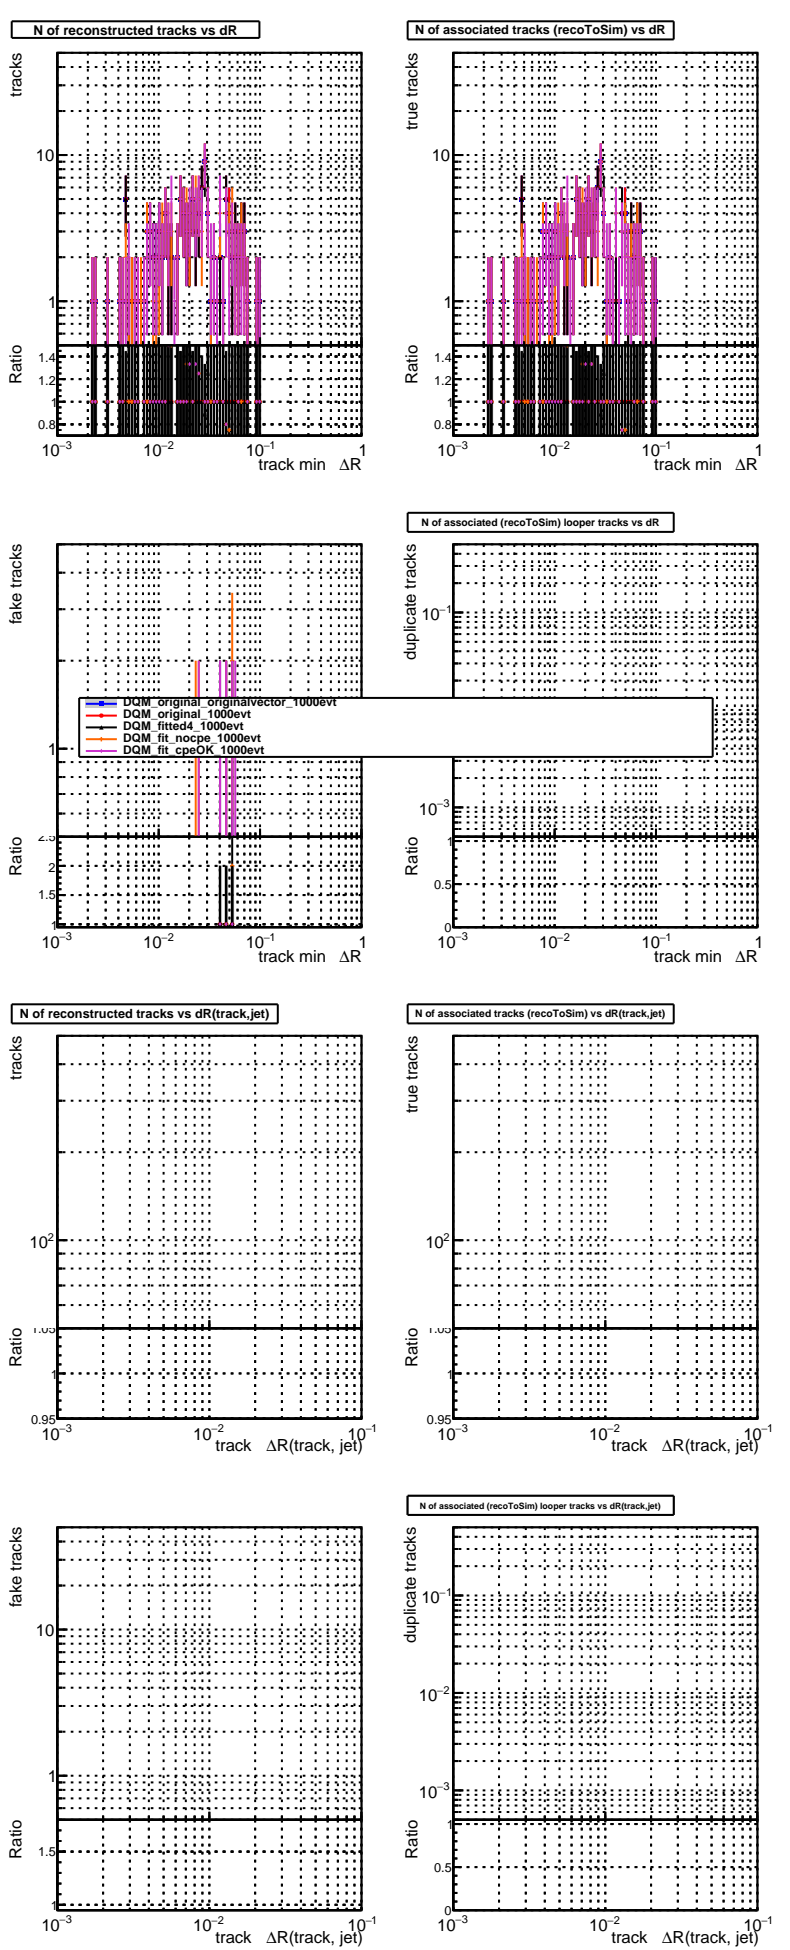 N of reconstructed tracks vs dR
N of associated tracks (recoToSim) vs dR
tracks
10
1
Ratio
1.4
1.2
1
0.8
10−3 10−2 10−1 1
track min ΔR
true tracks
10
1
Ratio
1.4
1.2
1
0.8
10−3 10−2 10−1 1
track min ΔR
N of associated (recoToSim) looper tracks vs dR
fake tracks
1
Ratio
2.5
2
1.5
1
10−3 10−2 10−1 1
track min ΔR
duplicate tracks
10−1
10−3
Ratio
1
0.5
0
10−3 10−2 10−1 1
track min ΔR
DQM_original_originalvector_1000evt
DQM_original_1000evt
DQM_fitted4_1000evt
DQM_fit_nocpe_1000evt
DQM_fit_cpeOK_1000evt
N of reconstructed tracks vs dR(track,jet)
N of associated tracks (recoToSim) vs dR(track,jet)
tracks
102
Ratio
1.05
1
0.95
10−3 10−2 10−1
track ΔR(track, jet)
true tracks
102
Ratio
1.05
1
0.95
10−3 10−2 10−1
track ΔR(track, jet)
N of associated (recoToSim) looper tracks vs dR(track,jet)
fake tracks
10
1
Ratio
1.5
1
10−3 10−2 10−1
track ΔR(track, jet)
duplicate tracks
10−1
10−2
10−3
Ratio
1
0.5
0
10−3 10−2 10−1
track ΔR(track, jet)